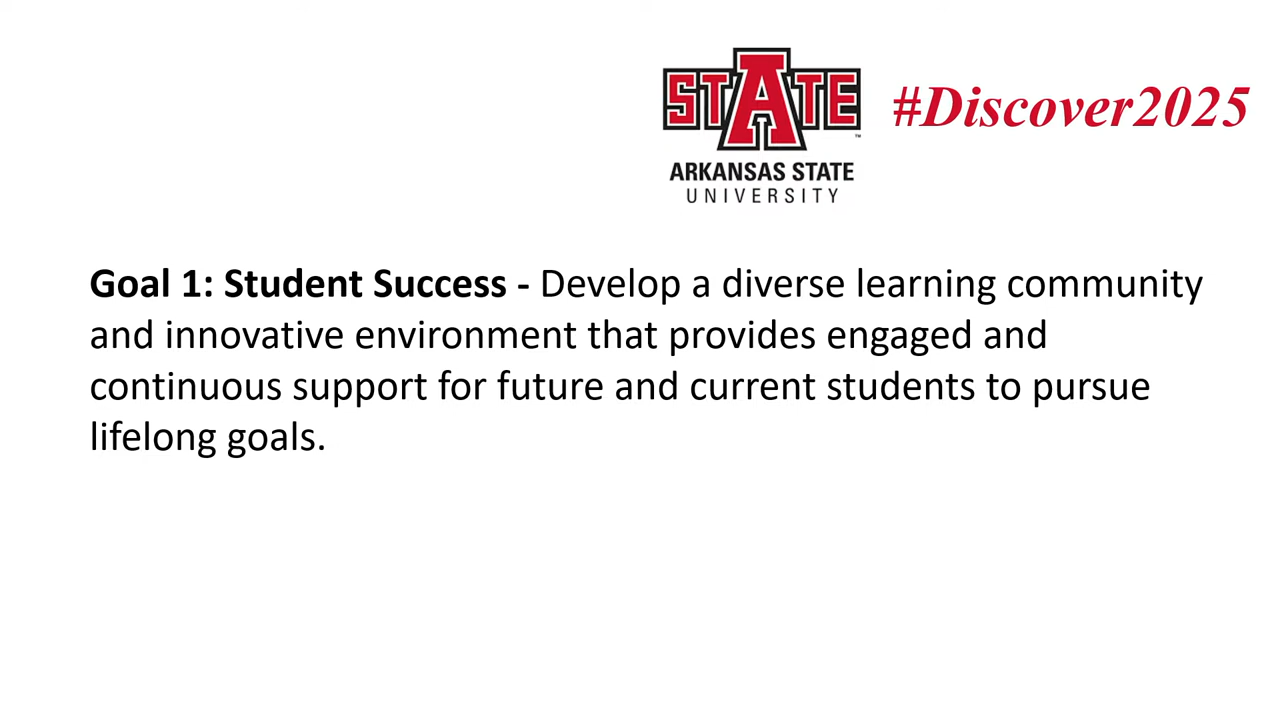 STATE
ARKANSAS STATE
UNIVERSITY
#Discover2025
Goal 1: Student Success - Develop a diverse learning community
and innovative environment that provides engaged and
continuous support for future and current students to pursue
lifelong goals.